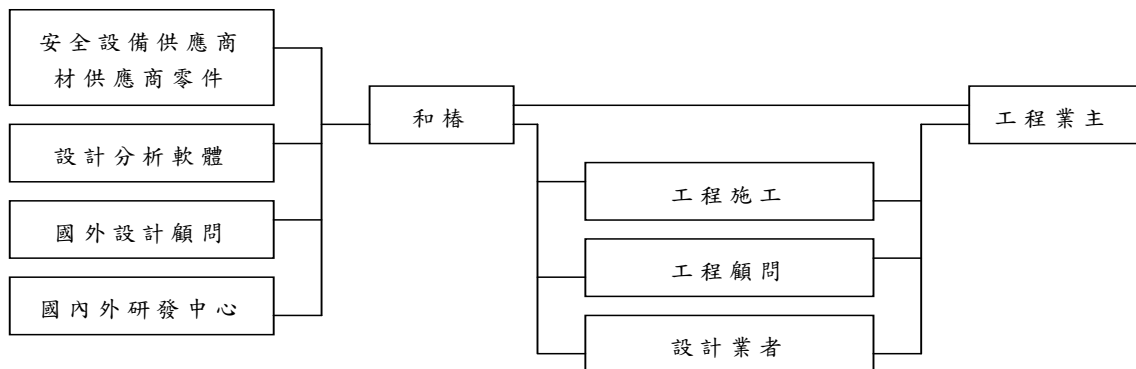 安全設備供應商
材供應商零件
設計分析軟體
國外設計顧問
國內外研發中心
和椿
工程施工
工程顧問
設計業者
工程業主